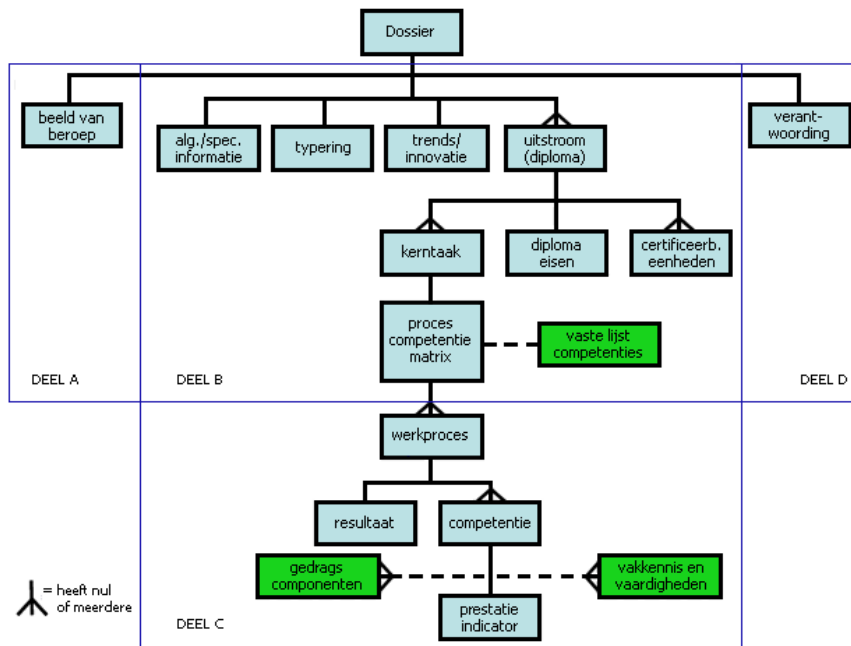 Dossier
beeld van
beroep
alg./spec.
informatie
typering
trends/
innovatie
uitstroom
(diploma)
verant-
woording
kerntaak
diploma
eisen
certificeerb.
eenheden
proces
competentie
matrix
vaste lijst
competenties
DEEL A
DEEL B
DEEL D
werkproces
resultaat
competentie
gedrags
componenten
vakkennis en
vaardigheden
= heeft nul
of meerdere
prestatie
indicator
DEEL C